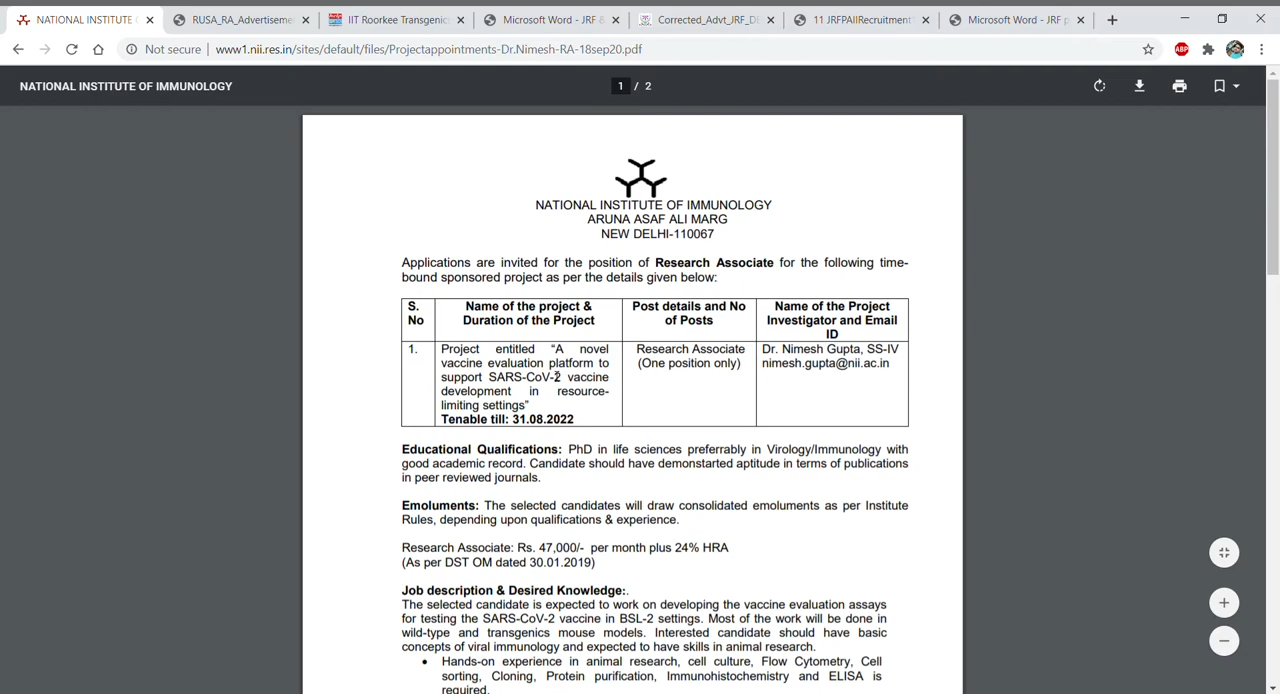 NATIONAL INSTITUTE
RUSA_RA_Advertiseme
IIT Roorkee Transgenic
Microsoft Word - JRF
Corrected_Advt_JRF_D
11 JRFPAIIRecruitment
Microsoft Word - JRF p
Not secure | www1.nii.res.in/sites/default/files/Projectappointments-Dr.Nimesh-RA-18sep20.pdf
ABP
NATIONAL INSTITUTE OF IMMUNOLOGY
1 / 2
NATIONAL INSTITUTE OF IMMUNOLOGY
ARUNA ASAF ALI MARG
NEW DELHI-110067
Applications are invited for the position of Research Associate for the following time-
bound sponsored project as per the details given below:
S. No
Name of the project &
Duration of the Project
Post details and No
of Posts
Name of the Project
Investigator and Email
ID
1.
Project entitled “A novel
vaccine evaluation platform to
support SARS-CoV-2 vaccine
development in resource-
limiting settings”
Tenable till: 31.08.2022
Research Associate
(One position only)
Dr. Nimesh Gupta, SS-IV
nimesh.gupta@nii.ac.in
Educational Qualifications: PhD in life sciences preferrably in Virology/Immunology with
good academic record. Candidate should have demonstarted aptitude in terms of publications
in peer reviewed journals.
Emoluments: The selected candidates will draw consolidated emoluments as per Institute
Rules, depending upon qualifications & experience.
Research Associate: Rs. 47,000/- per month plus 24% HRA
(As per DST OM dated 30.01.2019)
Job description & Desired Knowledge:.
The selected candidate is expected to work on developing the vaccine evaluation assays
for testing the SARS-CoV-2 vaccine in BSL-2 settings. Most of the work will be done in
wild-type and transgenics mouse models. Interested candidate should have basic
concepts of viral immunology and expected to have skills in animal research.
• Hands-on experience in animal research, cell culture, Flow Cytometry, Cell
sorting, Cloning, Protein purification, Immunohistochemistry and ELISA is
required.